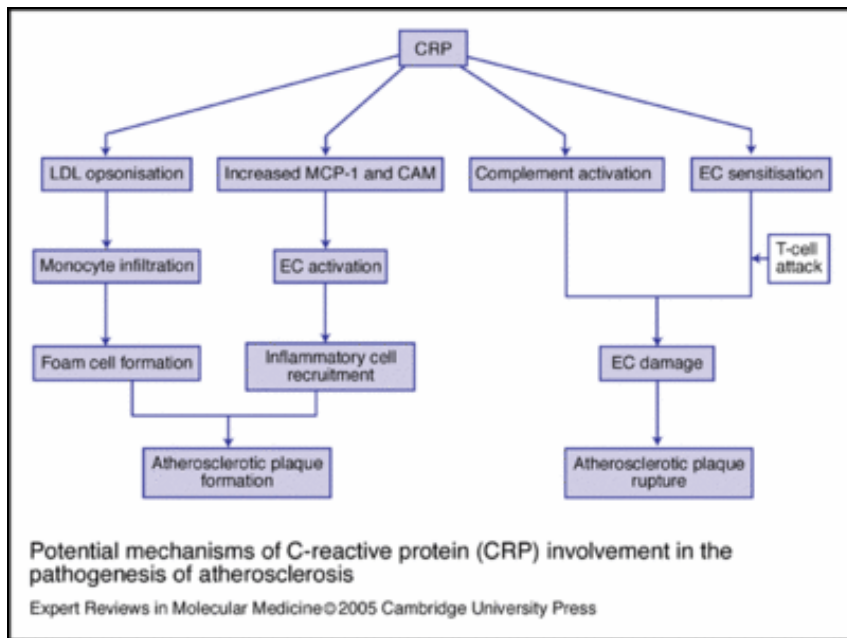 CRP
LDL opsonisation
Increased MCP-1 and CAM
Complement activation
EC sensitisation
T-cell
attack
Monocyte infiltration
EC activation
Foam cell formation
Inflammatory cell
recruitment
EC damage
Atherosclerotic plaque
formation
Atherosclerotic plaque
rupture
Potential mechanisms of C-reactive protein (CRP) involvement in the
pathogenesis of atherosclerosis
Expert Reviews in Molecular Medicine©2005 Cambridge University Press